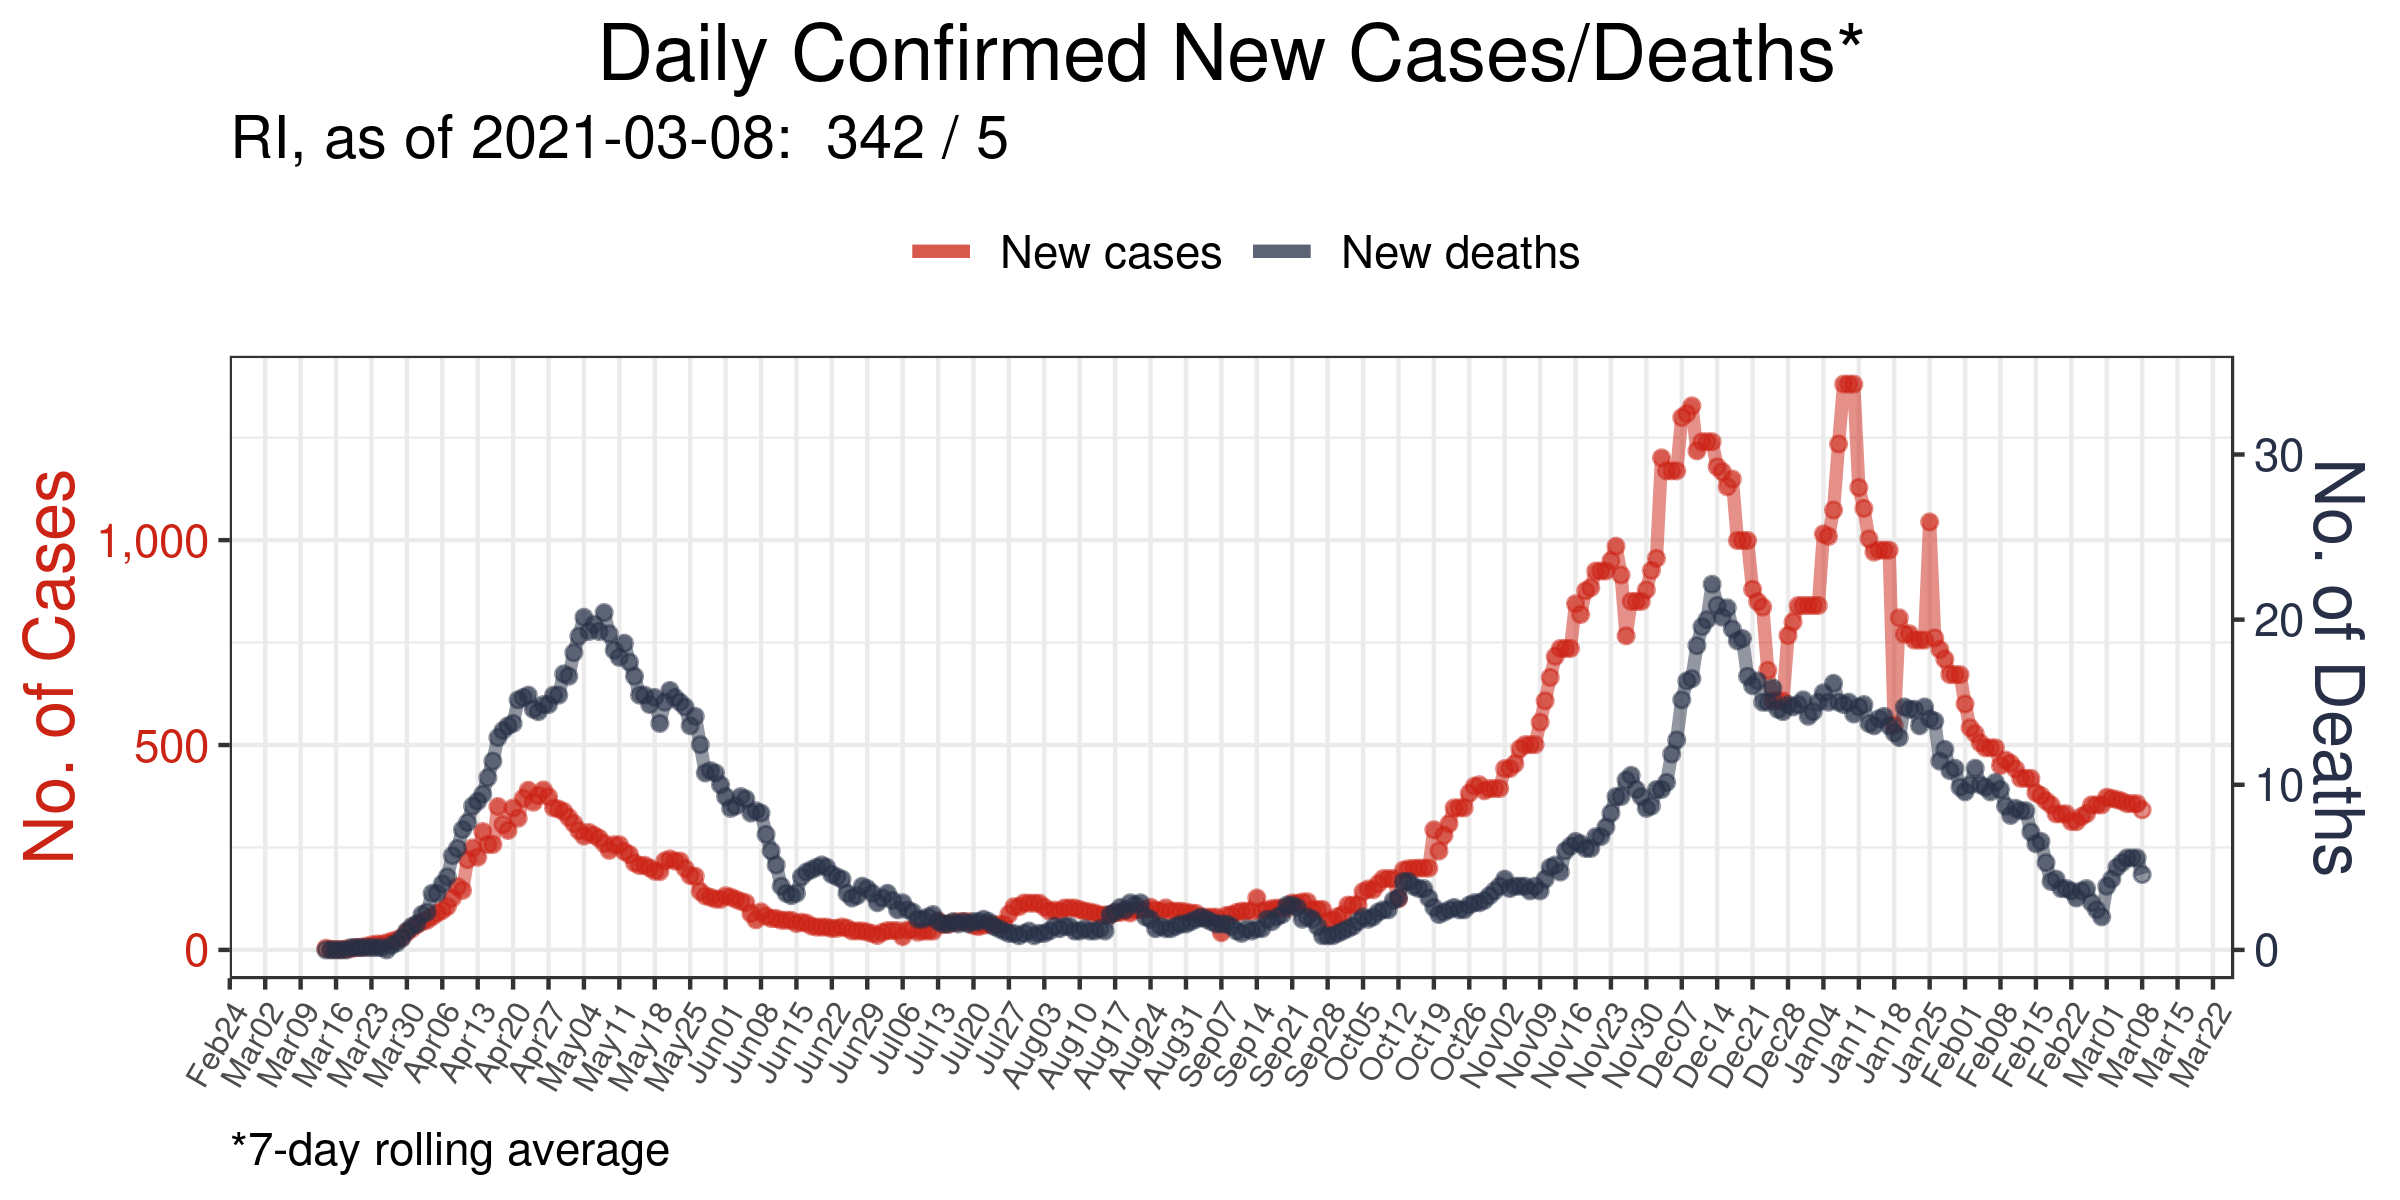 Daily Confirmed New Cases/Deaths*
RI, as of 2021-03-08:  342 / 5
New cases New deaths
No. of Cases
1,000
500
0
30
20
10
0
No. of Deaths
Feb24 Mar02 Mar09 Mar16 Mar23 Mar30 Apr06 Apr13 Apr20 Apr27 May04 May11 May18 May25 Jun01 Jun08 Jun15 Jun22 Jun29 Jul06 Jul13 Jul20 Jul27 Aug03 Aug10 Aug17 Aug24 Aug31 Sep07 Sep14 Sep21 Sep28 Oct05 Oct12 Oct19 Oct26 Nov02 Nov09 Nov16 Nov23 Nov30 Dec07 Dec14 Dec21 Dec28 Jan04 Jan11 Jan18 Jan25 Feb01 Feb08 Feb15 Feb22 Mar01 Mar08 Mar15 Mar22
*7-day rolling average